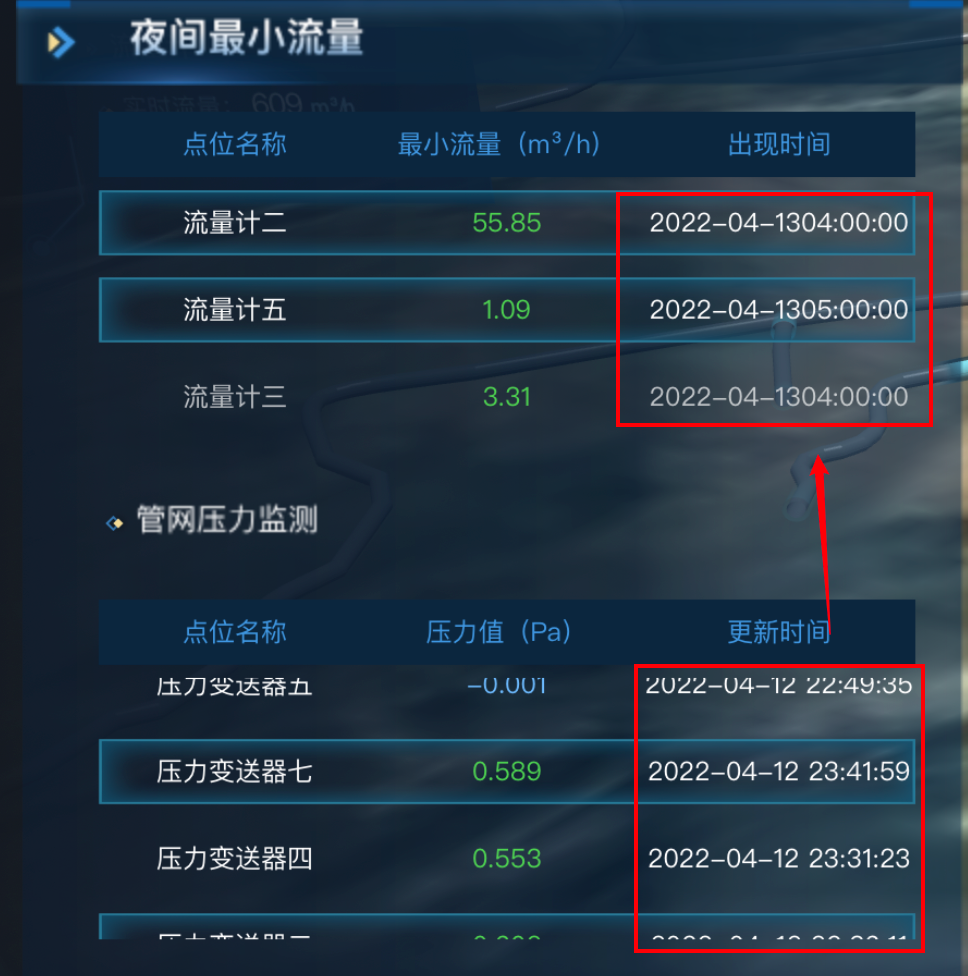 夜间最小流量
实时流量： 609 m³/h
点位名称 最小流量（m³/h） 出现时间
流量计二 55.85 2022-04-1304:00:00
流量计五 1.09 2022-04-1305:00:00
流量计三 3.31 2022-04-1304:00:00
管网压力监测
点位名称 压力值（Pa） 更新时间
压力变送器五 -0.001 2022-04-12 22:49:35
压力变送器七 0.589 2022-04-12 23:41:59
压力变送器四 0.553 2022-04-12 23:31:23
压力变送器